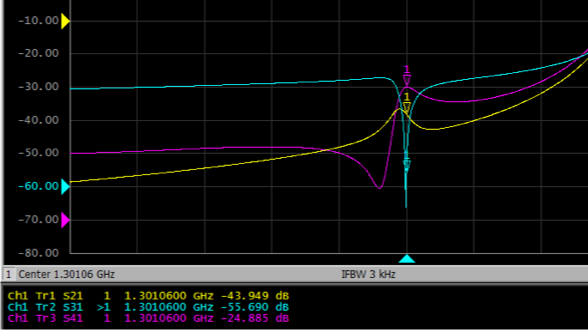 -10.00
-20.00
-30.00
-40.00
-50.00
-60.00
-70.00
-80.00
1
1
1 Center 1.30106 GHz IFBW 3 kHz
Ch1 Tr1 S21 1 1.3010600 GHz -43.949 dB
Ch1 Tr2 S31 >1 1.3010600 GHz -55.690 dB
Ch1 Tr3 S41 1 1.3010600 GHz -24.885 dB